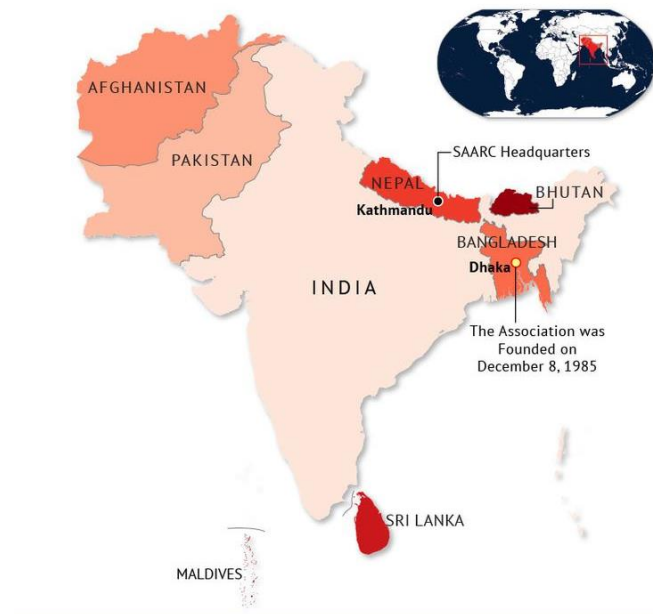 AFGHANISTAN
PAKISTAN
SAARC Headquarters
NEPAL
BHUTAN
Kathmandu
BANGLADESH
Dhaka
INDIA
The Association was
Founded on
December 8, 1985
SRI LANKA
MALDIVES